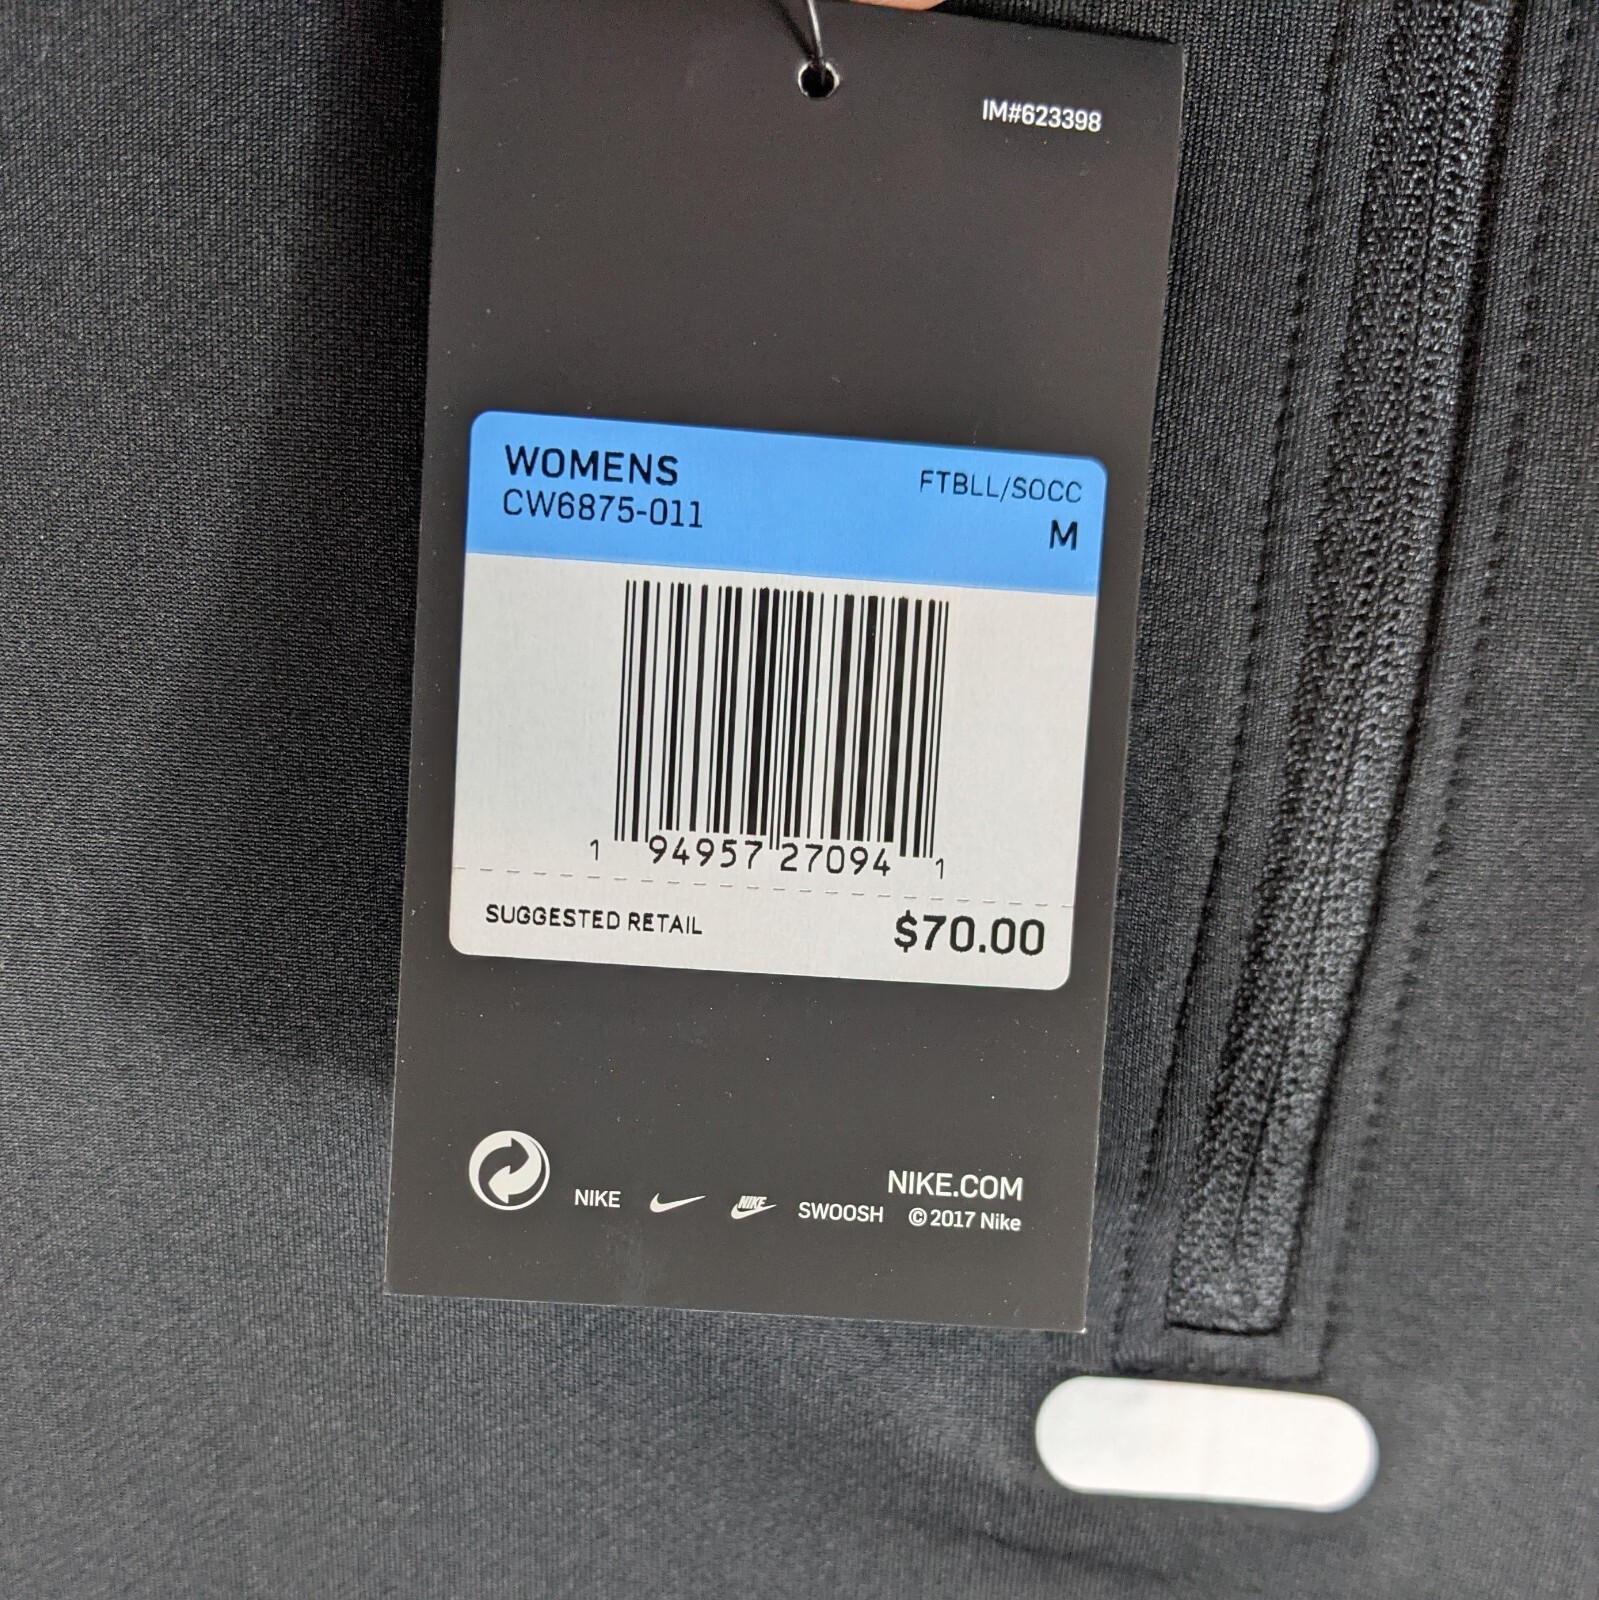 IM#623398
WOMENS
CW6875-011
FTBLL/SOCC
M
1 94957 27094 1
SUGGESTED RETAIL $70.00
NIKE.COM
NIKE NIKE SWOOSH © 2017 Nike